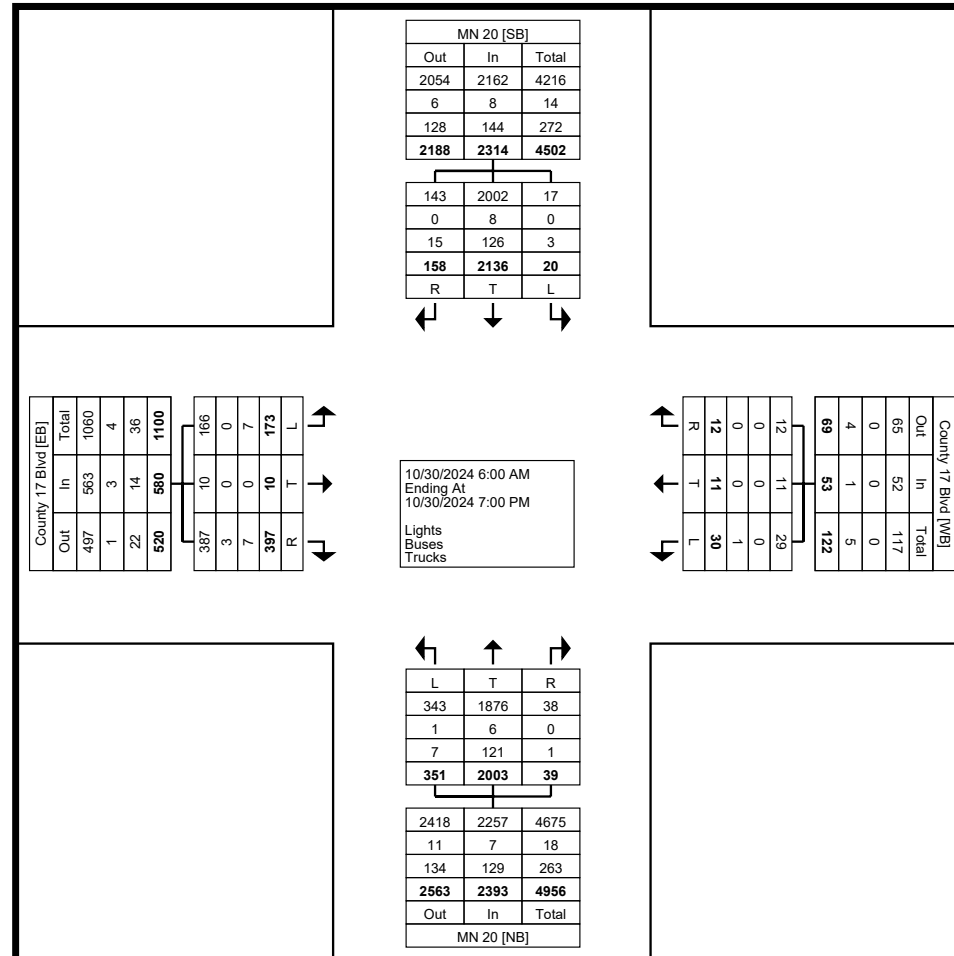 MN 20 [SB]
Out In Total
2054 2162 4216
6 8 14
128 144 272
2188 2314 4502
143 2002 17
0 8 0
15 126 3
158 2136 20
R T L
County 17 Blvd [EB]
Total In Out
1060 563 497
4 3 1
36 14 22
1100 580 520
166 10 387
0 0 3
7 0 7
173 10 397
L T R
10/30/2024 6:00 AM
Ending At
10/30/2024 7:00 PM
Lights
Buses
Trucks
County 17 Blvd [WB]
Out In Total
65 52 117
0 0 0
4 1 5
69 53 122
12 11 29
0 0 0
0 0 1
12 11 30
R T L
L T R
343 1876 38
1 6 0
7 121 1
351 2003 39
2418 2257 4675
11 7 18
134 129 263
2563 2393 4956
Out In Total
MN 20 [NB]